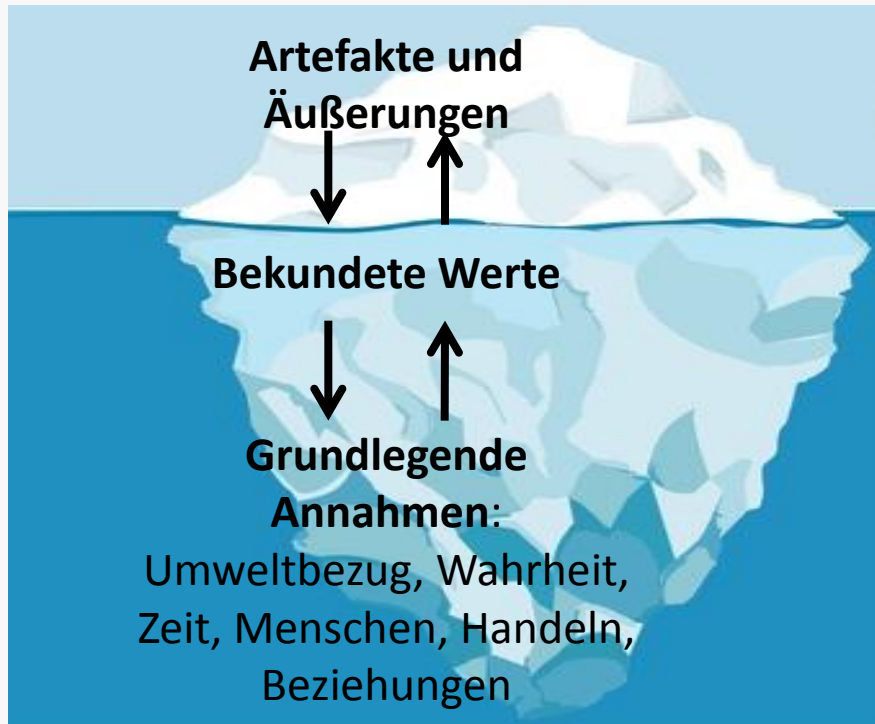 Artefakte und
Äußerungen
Bekundete Werte
Grundlegende
Annahmen:
Umweltbezug, Wahrheit,
Zeit, Menschen, Handeln,
Beziehungen